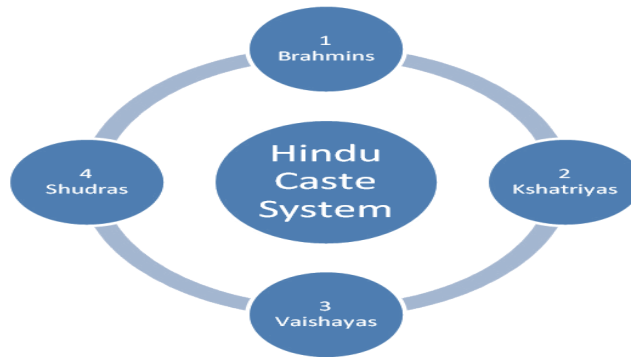 1
Brahmins
2
Kshatriyas
3
Vaishayas
4
Shudras
Hindu
Caste
System